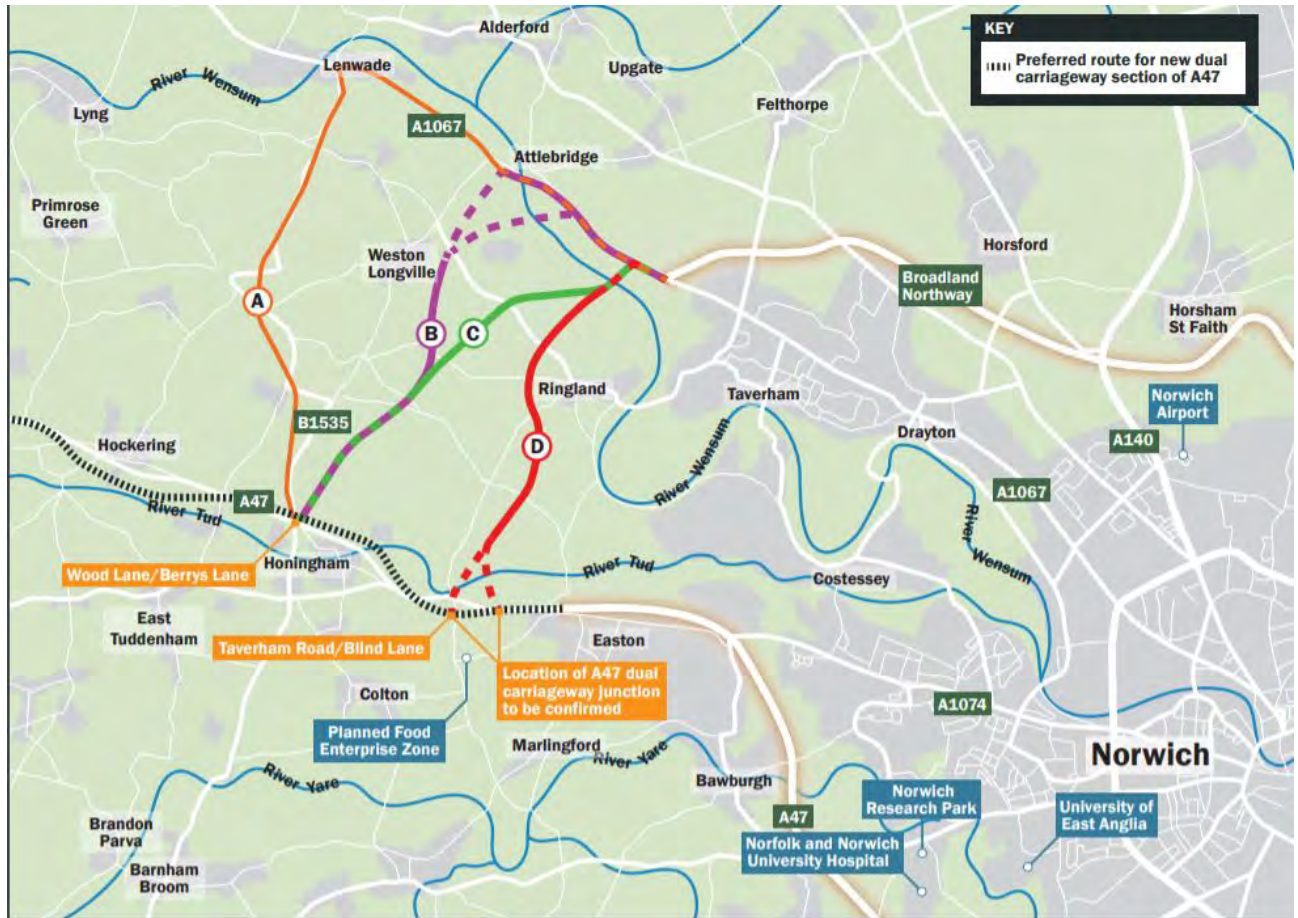 KEY
Preferred route for new dual
carriageway section of A47
Alderford
Lenwade
Upgate
River Wensum
Lyng
Felthorpe
A1067
Attlebridge
Primrose
Green
Weston
Longville
Horsford
Broadland
Northway
A
Horsham
St Faith
B
C
Ringland
Taverham
Norwich
Airport
B1535
Drayton
Hockering
D
A140
River Wensum
A47
A1067
River Tud
River Wensum
Honingham
River Tud
Wood Lane/Berrys Lane
Costessey
East
Tuddenham
Easton
Taverham Road/Blind Lane
Location of A47 dual
carriageway junction
to be confirmed
Colton
A1074
Planned Food
Enterprise Zone
Marlingford
Norwich
River Yare
River Yare
Bawburgh
Norwich
Research Park
University of
East Anglia
A47
Brandon
Parva
Norfolk and Norwich
University Hospital
Barnham
Broom